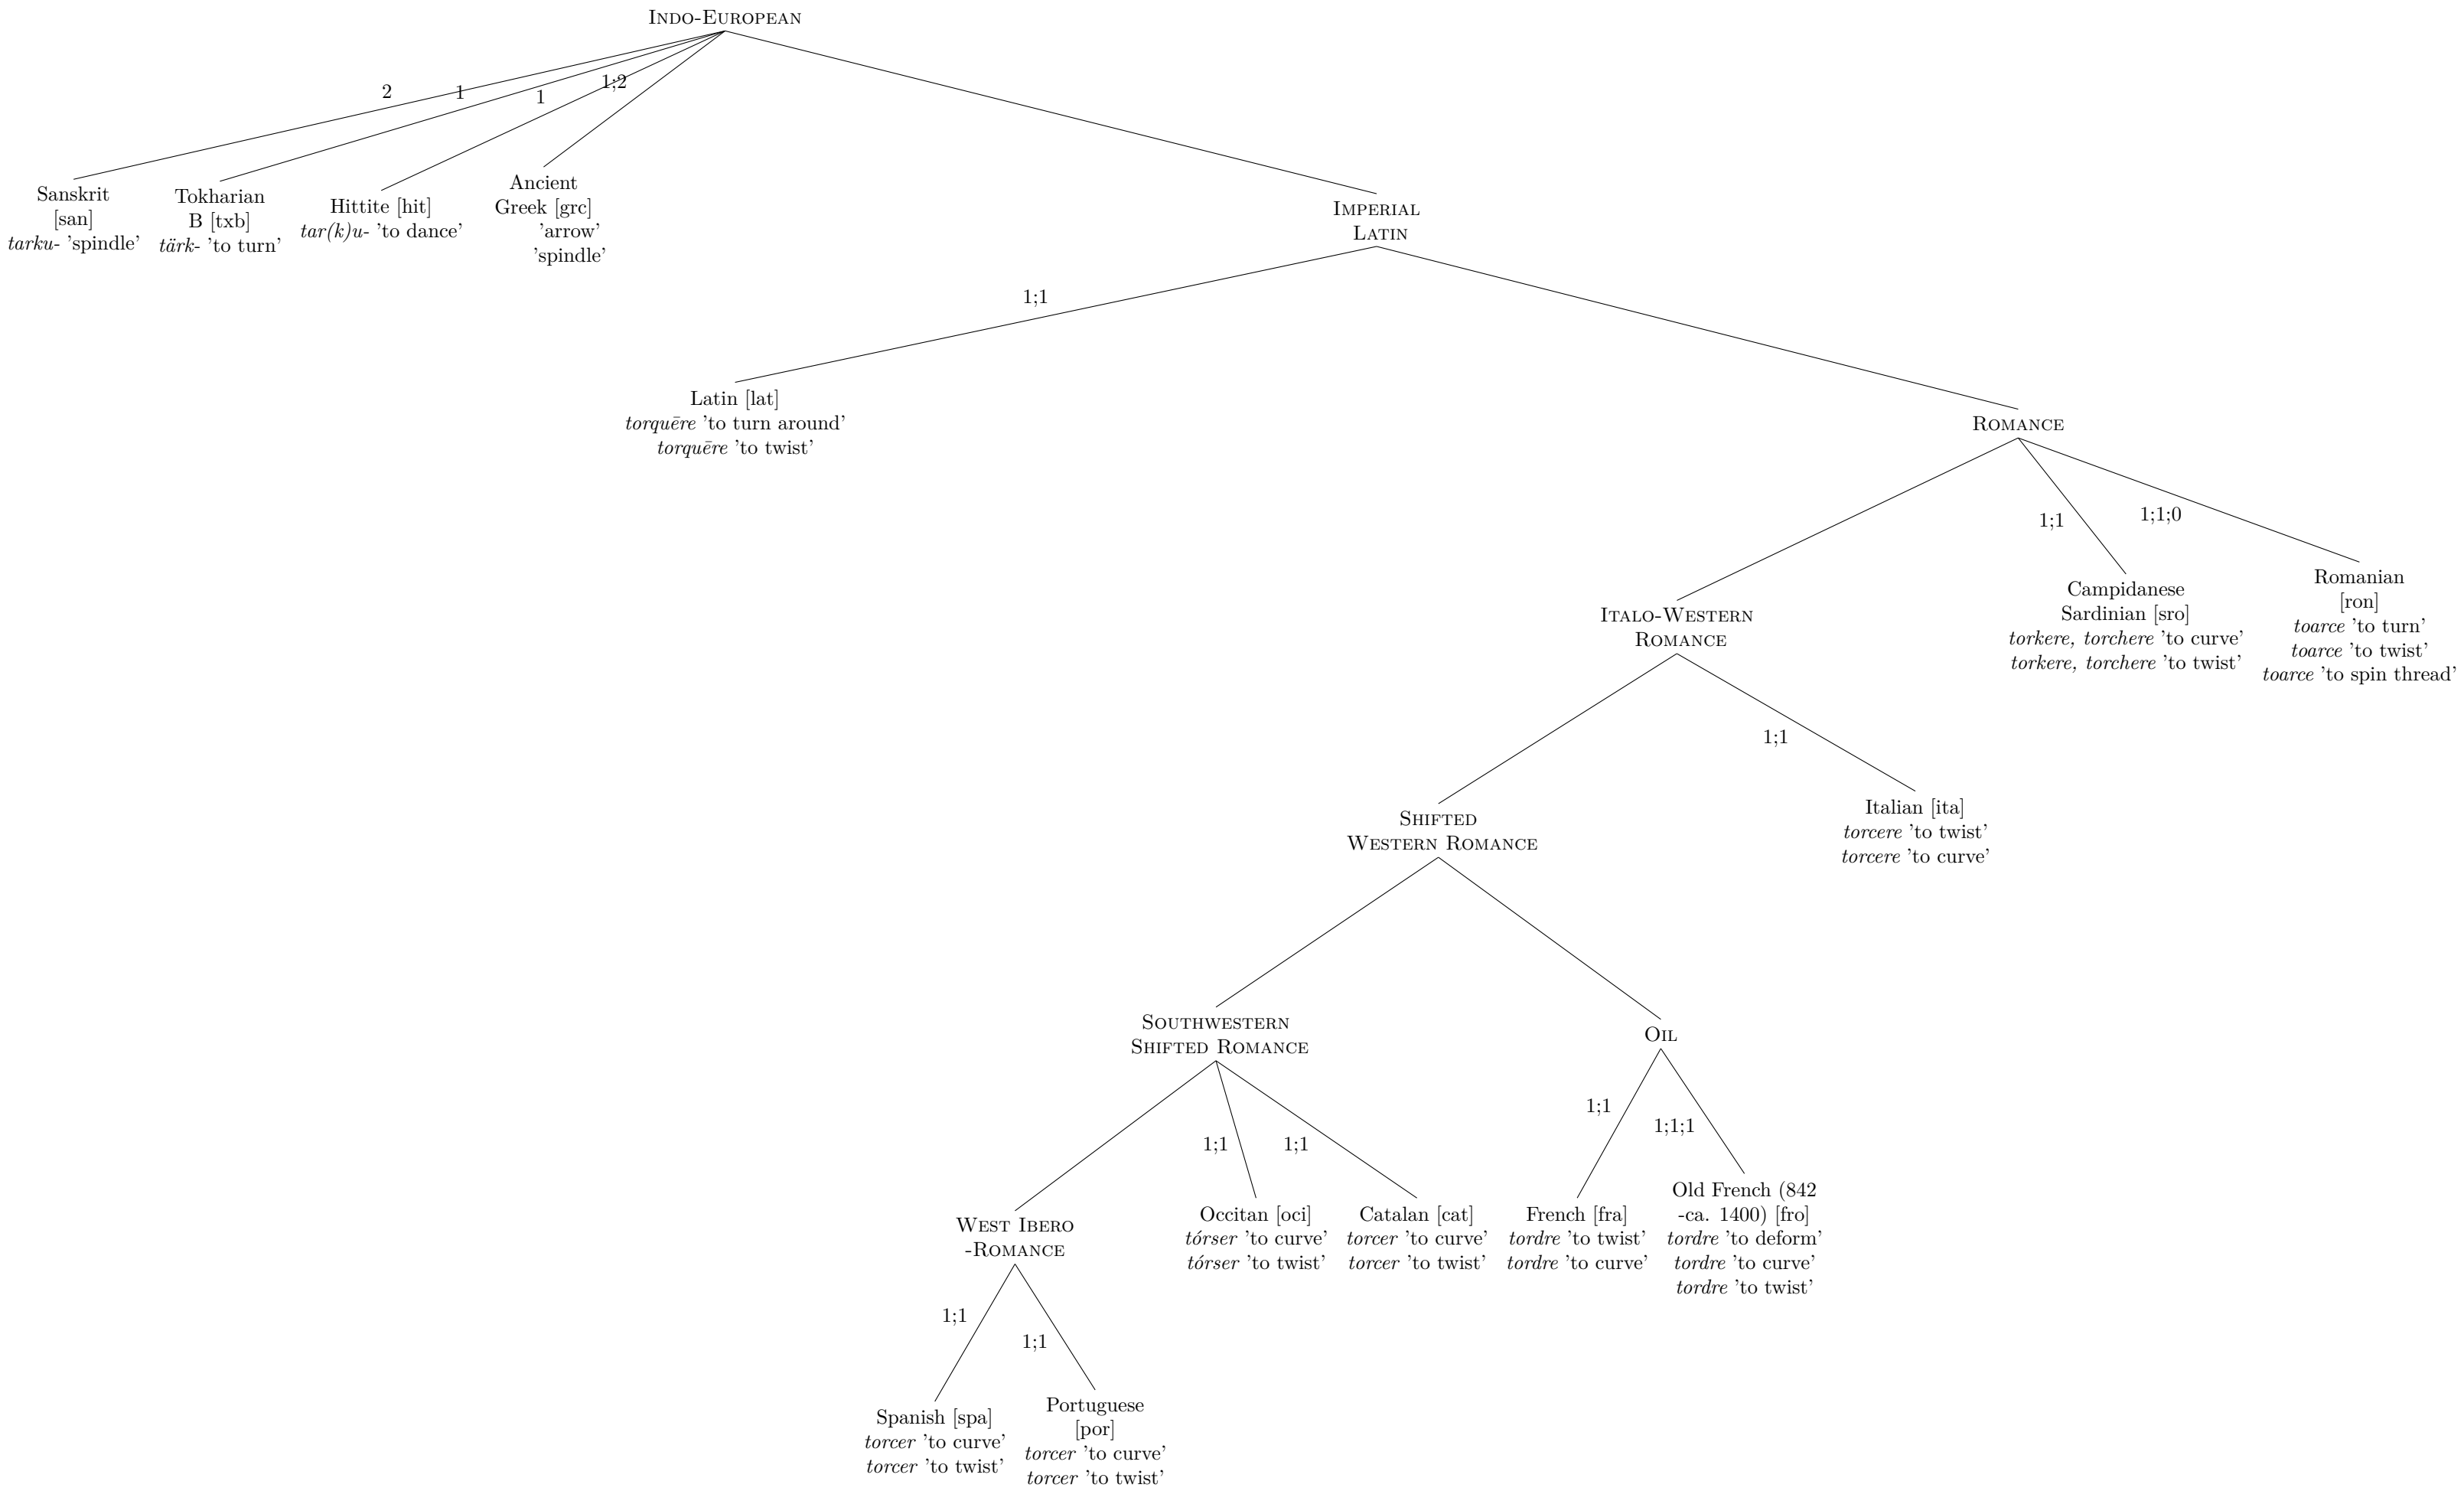 INDO-EUROPEAN
2
1
1
1;2
Sanskrit
[san]
tarku- 'spindle'
Tokharian
B [txb]
tärk- 'to turn'
Hittite [hit]
tar(k)u- 'to dance'
Ancient
Greek [grc]
'arrow'
'spindle'
IMPERIAL
LATIN
1;1
Latin [lat]
torquēre 'to turn around'
torquēre 'to twist'
ROMANCE
1;1
1;1;0
ITALO-WESTERN
ROMANCE
Campidanese
Sardinian [sro]
torkere, torchere 'to curve'
torkere, torchere 'to twist'
Romanian
[ron]
toarce 'to turn'
toarce 'to twist'
toarce 'to spin thread'
1;1
SHIFTED
WESTERN ROMANCE
Italian [ita]
torcere 'to twist'
torcere 'to curve'
SOUTHWESTERN
SHIFTED ROMANCE
OIL
1;1
1;1
1;1
1;1;1
WEST IBERO
-ROMANCE
Occitan [oci]
tórser 'to curve'
tórser 'to twist'
Catalan [cat]
torcer 'to curve'
torcer 'to twist'
French [fra]
tordre 'to twist'
tordre 'to curve'
Old French (842
-ca. 1400) [fro]
tordre 'to deform'
tordre 'to curve'
tordre 'to twist'
1;1
1;1
Spanish [spa]
torcer 'to curve'
torcer 'to twist'
Portuguese
[por]
torcer 'to curve'
torcer 'to twist'